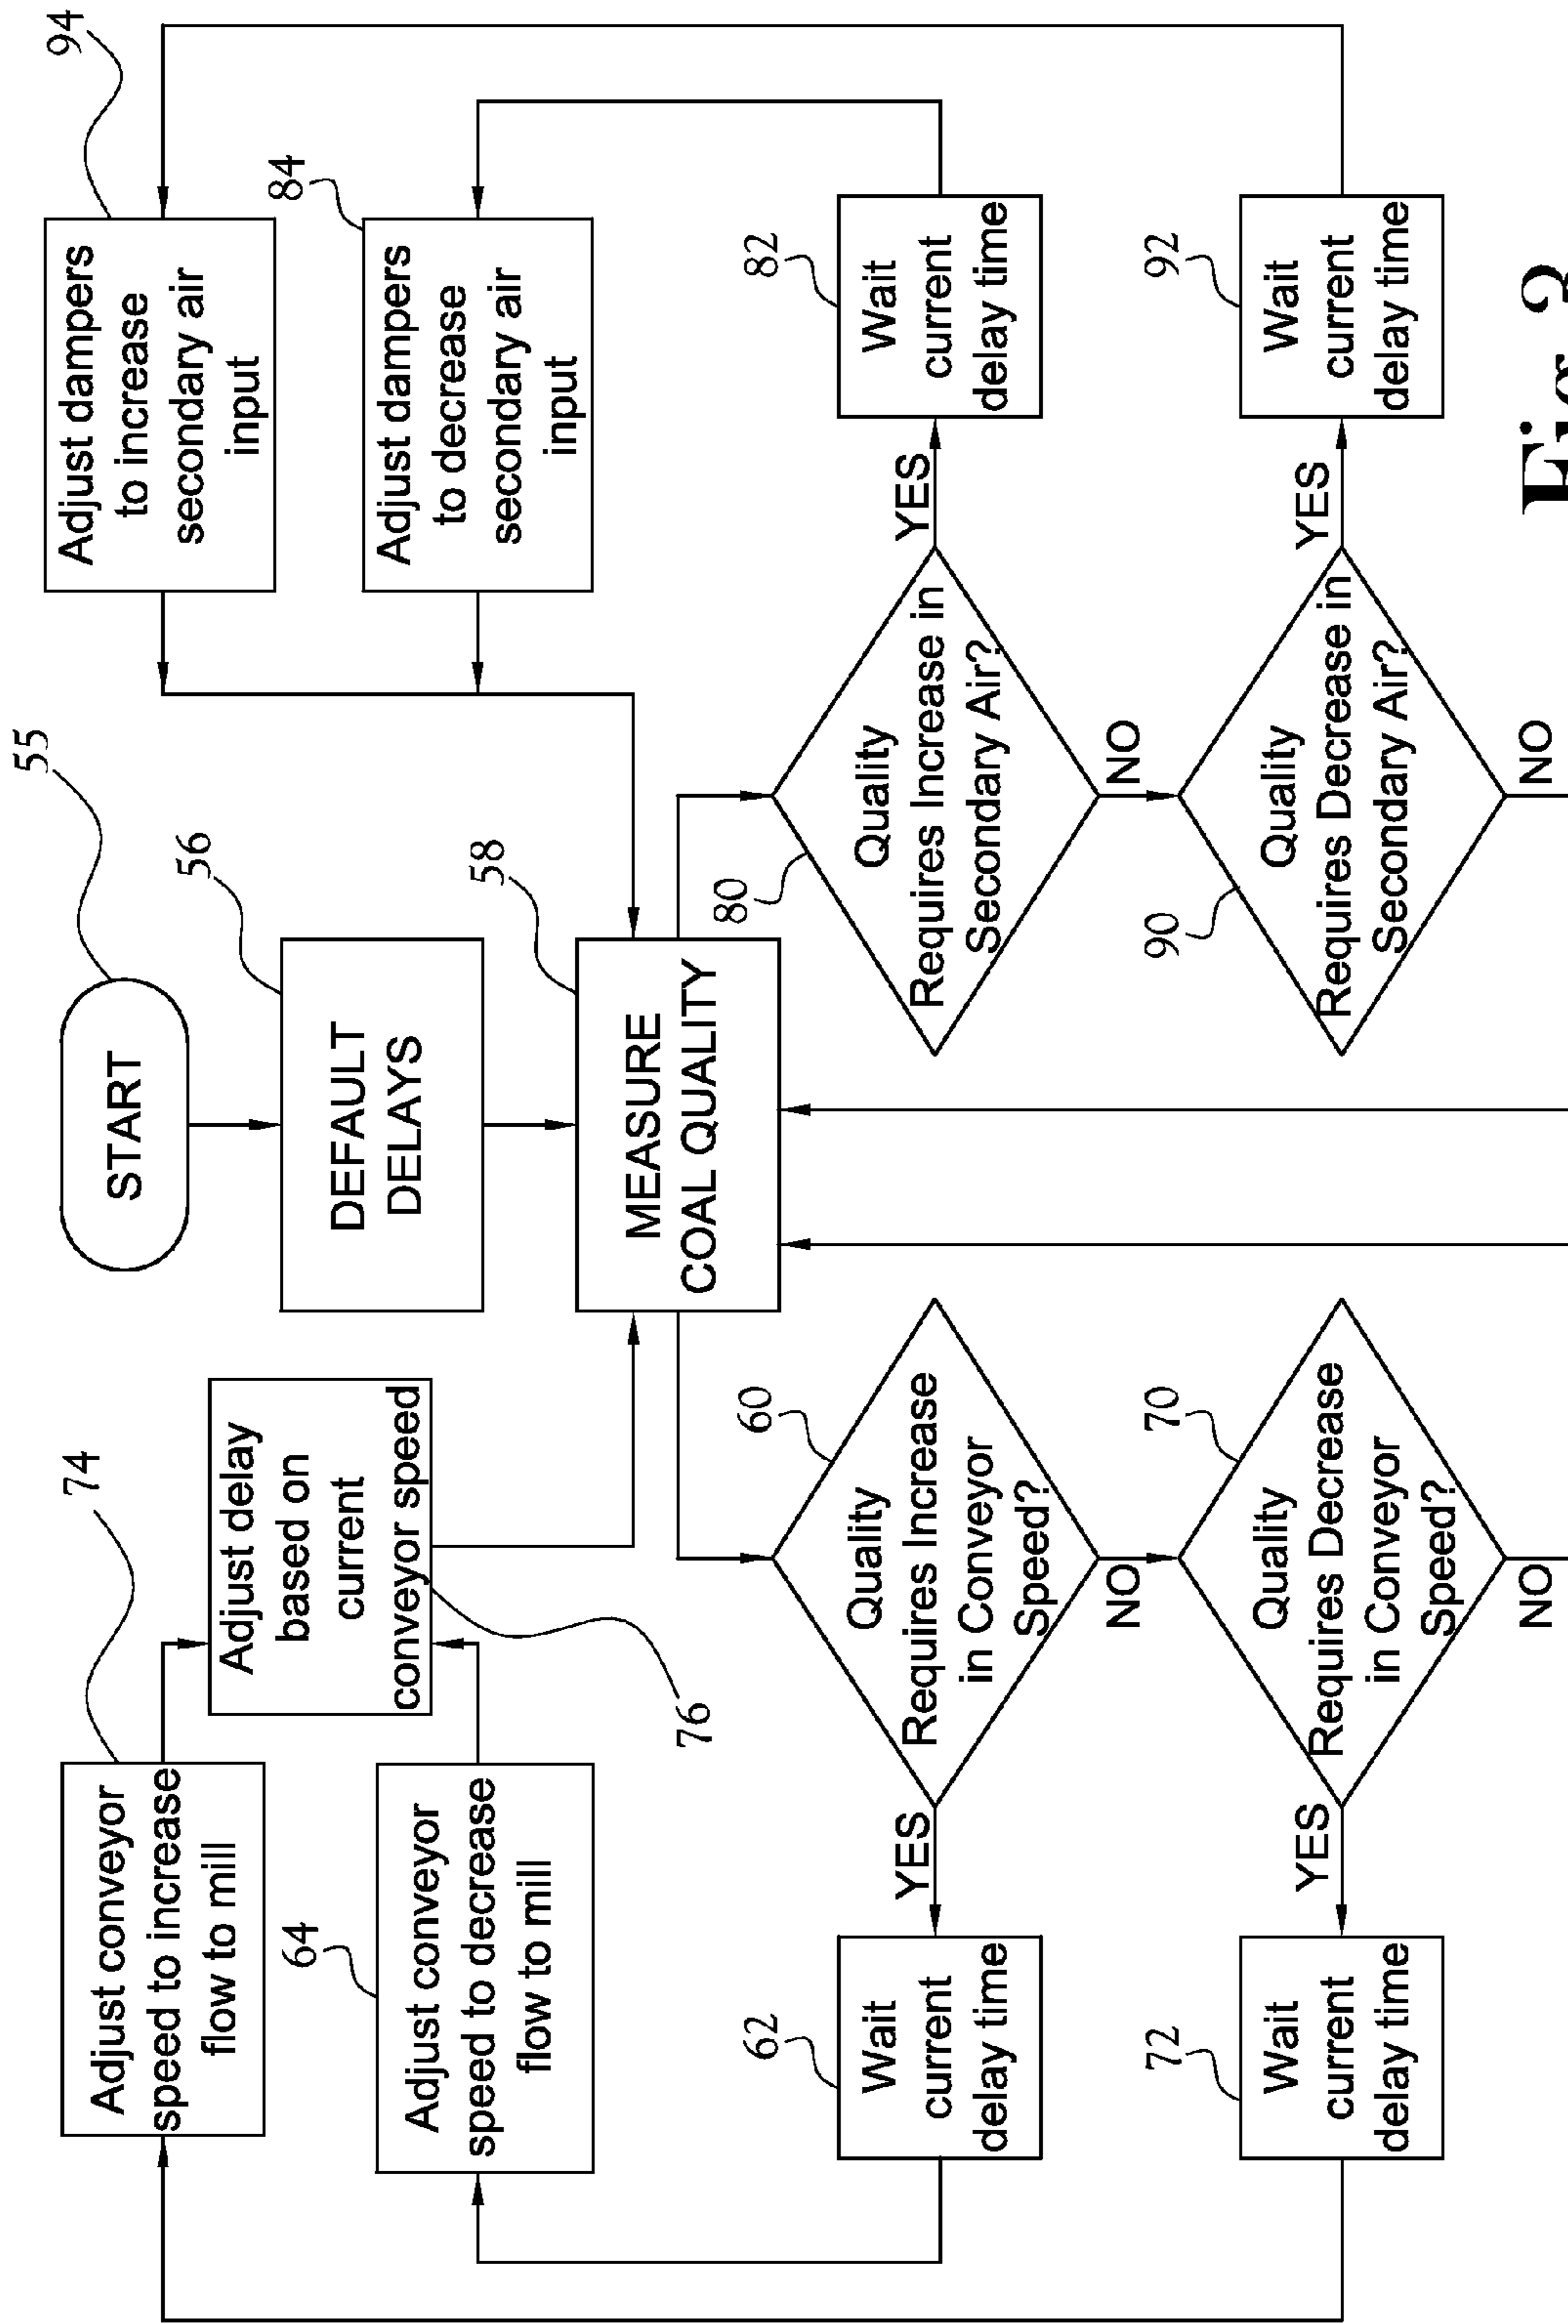 74
Adjust conveyor
speed to increase
flow to mill
Adjust delay
based on
current
conveyor speed
76
64
Adjust conveyor
speed to decrease
flow to mill
55
START
56
DEFAULT
DELAYS
58
MEASURE
COAL QUALITY
94
Adjust dampers
to increase
secondary air
input
84
Adjust dampers
to decrease
secondary air
input
62
Wait
current
delay time
YES
60
Quality
Requires Increase
in Conveyor
Speed?
NO
80
Quality
Requires Increase in
Secondary Air?
NO
YES
82
Wait
current
delay time
72
Wait
current
delay time
YES
70
Quality
Requires Decrease
in Conveyor
Speed?
NO
90
Quality
Requires Decrease in
Secondary Air?
NO
YES
92
Wait
current
delay time
Fig.